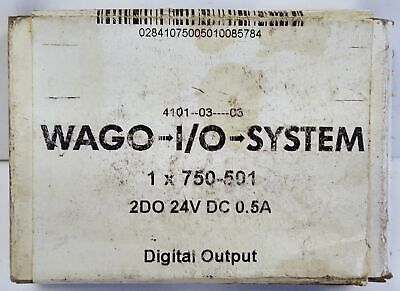 02841075005010085784
4101--03----03
WAGO→I/O→SYSTEM
1 x 750-501
2DO 24V DC 0.5A
Digital Output